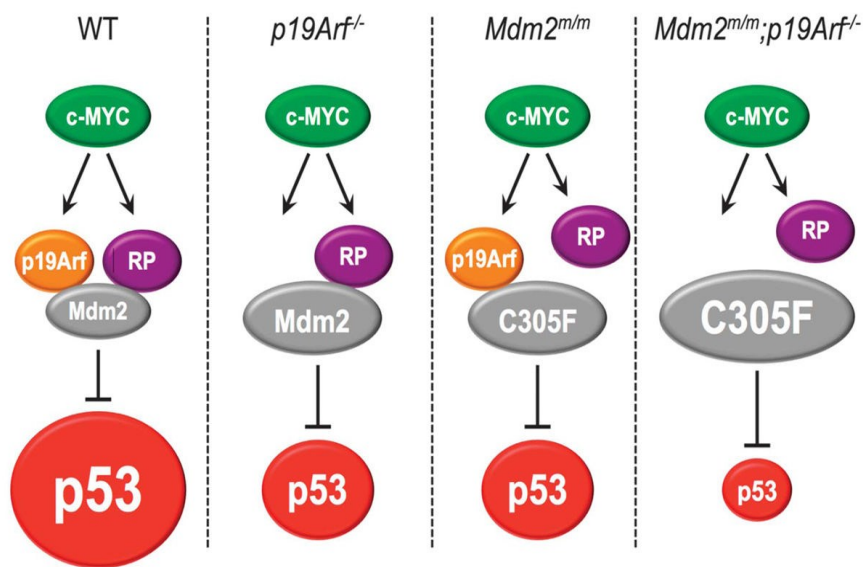 WT
c-MYC
p19Arf
RP
Mdm2
p53
p19Arf-/-
c-MYC
RP
Mdm2
p53
Mdm2m/m
c-MYC
RP
p19Arf
C305F
p53
Mdm2m/m;p19Arf-/-
c-MYC
RP
C305F
p53